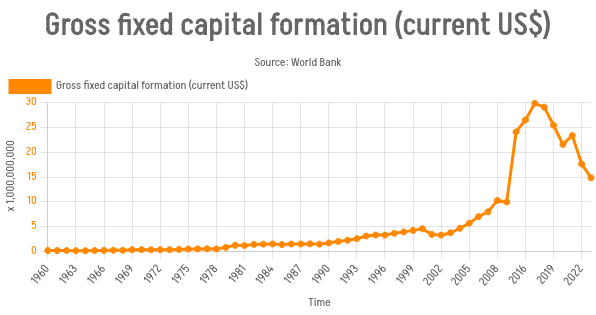 Gross fixed capital formation (current US$)
Source: World Bank
Gross fixed capital formation (current US$)
x 1,000,000,000
30
25
20
15
10
5
0
1960 1963 1966 1969 1972 1975 1978 1981 1984 1987 1990 1993 1996 1999 2002 2005 2008 2016 2019 2022
Time